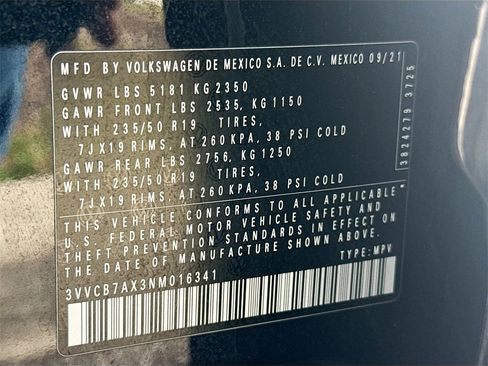 MFD BY VOLKSWAGEN DE MEXICO S.A. DE C.V. MEXICO 09/21
GVWR LBS 5181 KG 2350
GAWR FRONT LBS 2535, KG 1150
WITH 235/50 R19 TIRES,
7JX19 RIMS, AT 260 KPA, 38 PSI COLD
GAWR REAR LBS 2756, KG 1250
WITH 235/50 R19 TIRES,
7JX19 RIMS, AT 260 KPA, 38 PSI COLD
THIS VEHICLE CONFORMS TO ALL APPLICABLE
U.S. FEDERAL MOTOR VEHICLE SAFETY AND
THEFT PREVENTION STANDARDS IN EFFECT ON
THE DATE OF MANUFACTURE SHOWN ABOVE.
TYPE: MPV
3VVCB7AX3NM016341
3824279 3725